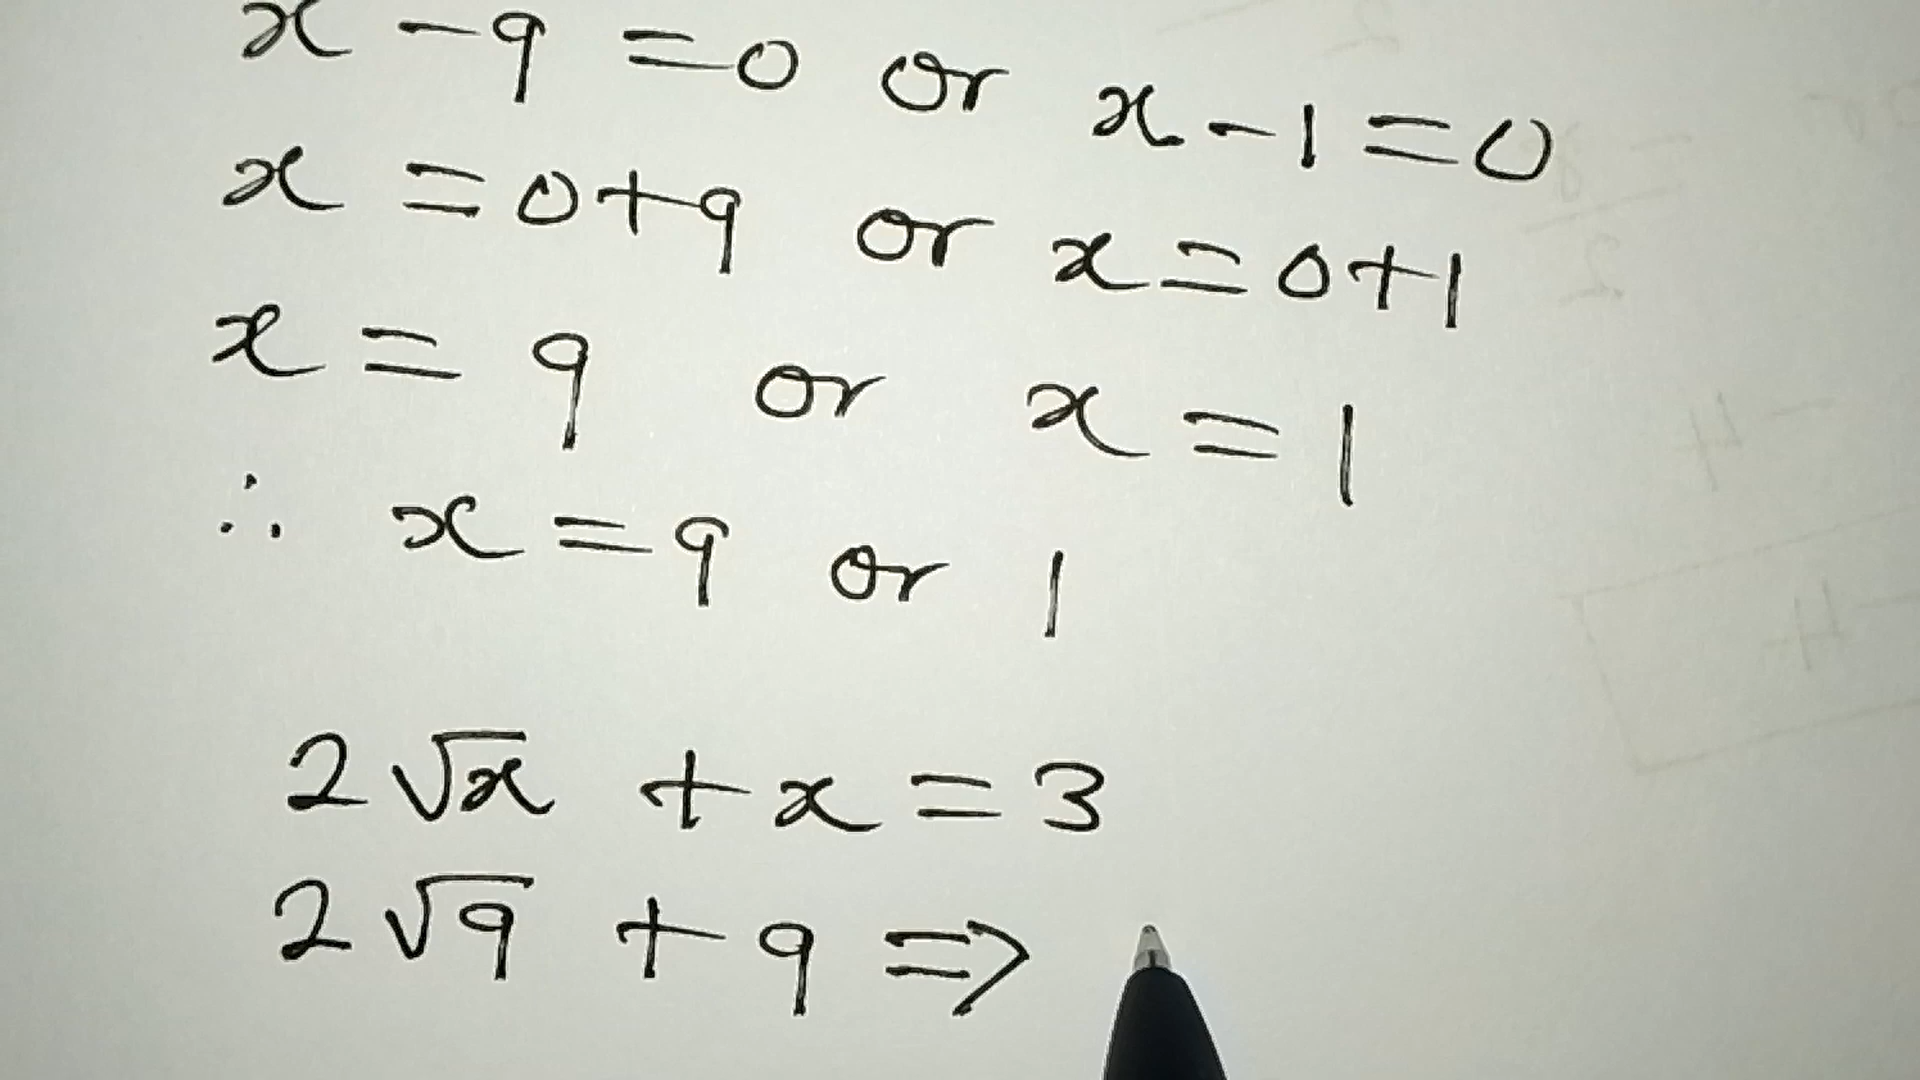 x - 9 = 0 or x - 1 = 0
x = 0 + 9 or x = 0 + 1
x = 9 or x = 1
∴ x = 9 or 1
2√x + x = 3
2√9 + 9 ⇒